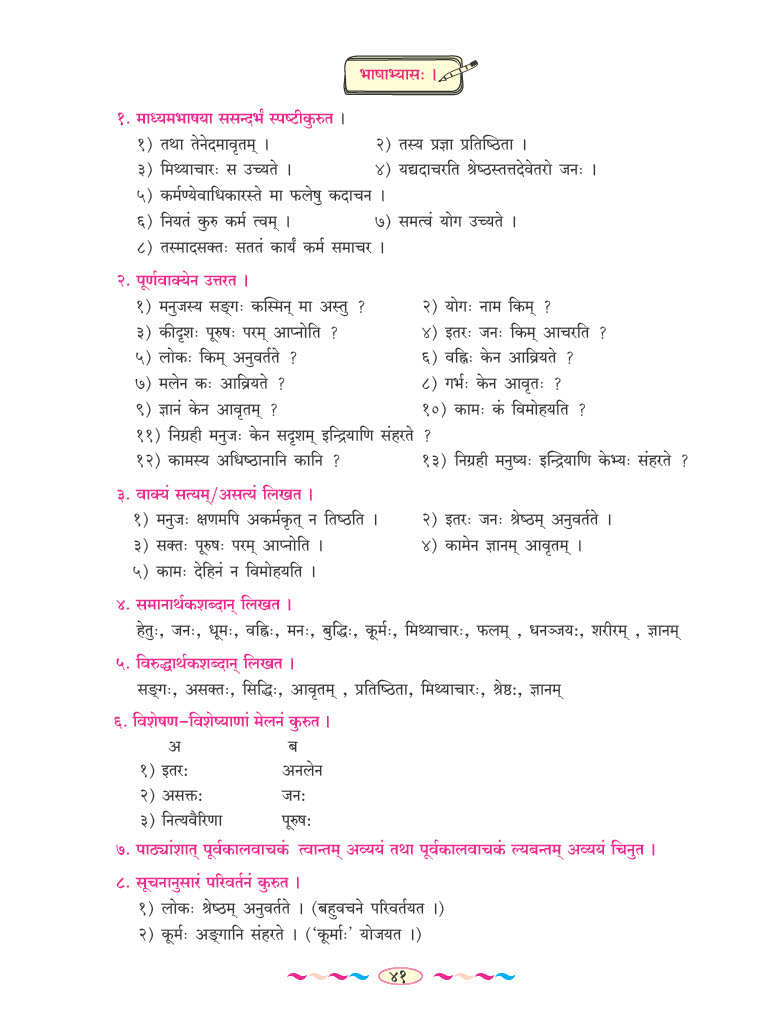 भाषाभ्यासः ।
१. माध्यमभाषया ससन्दर्भं स्पष्टीकुरुत ।
१) तथा तेनेदमावृतम् । २) तस्य प्रज्ञा प्रतिष्ठिता ।
३) मिथ्याचारः स उच्यते । ४) यद्यदाचरति श्रेष्ठस्तत्तदेवेतरो जनः ।
५) कर्मण्येवाधिकारस्ते मा फलेषु कदाचन ।
६) नियतं कुरु कर्म त्वम् । ७) समत्वं योग उच्यते ।
८) तस्मादसक्तः सततं कार्यं कर्म समाचर ।
२. पूर्णवाक्येन उत्तरत ।
१) मनुजस्य सङ्गः कस्मिन् मा अस्तु ? २) योगः नाम किम् ?
३) कीदृशः पूरुषः परम् आप्नोति ? ४) इतरः जनः किम् आचरति ?
५) लोकः किम् अनुवर्तते ? ६) वह्निः केन आव्रियते ?
७) मलेन कः आव्रियते ? ८) गर्भः केन आवृतः ?
९) ज्ञानं केन आवृतम् ? १०) कामः कं विमोहयति ?
११) निग्रही मनुजः केन सदृशम् इन्द्रियाणि संहरते ?
१२) कामस्य अधिष्ठानानि कानि ? १३) निग्रही मनुष्यः इन्द्रियाणि केभ्यः संहरते ?
३. वाक्यं सत्यम्/असत्यं लिखत ।
१) मनुजः क्षणमपि अकर्मकृत् न तिष्ठति । २) इतरः जनः श्रेष्ठम् अनुवर्तते ।
३) सक्तः पूरुषः परम् आप्नोति । ४) कामेन ज्ञानम् आवृतम् ।
५) कामः देहिनं न विमोहयति ।
४. समानार्थकशब्दान् लिखत ।
हेतुः, जनः, धूमः, वह्निः, मनः, बुद्धिः, कूर्मः, मिथ्याचारः, फलम् , धनञ्जयः, शरीरम् , ज्ञानम्
५. विरुद्धार्थकशब्दान् लिखत ।
सङ्गः, असक्तः, सिद्धिः, आवृतम् , प्रतिष्ठिता, मिथ्याचारः, श्रेष्ठः, ज्ञानम्
६. विशेषण-विशेष्याणां मेलनं कुरुत ।
अ ब
१) इतरः अनलेन
२) असक्तः जनः
३) नित्यवैरिणा पूरुषः
७. पाठ्यांशात् पूर्वकालवाचकं त्वान्तम् अव्ययं तथा पूर्वकालवाचकं ल्यबन्तम् अव्ययं चिनुत ।
८. सूचनानुसारं परिवर्तनं कुरुत ।
१) लोकः श्रेष्ठम् अनुवर्तते । (बहुवचने परिवर्तयत ।)
२) कूर्मः अङ्गानि संहरते । (‘कूर्माः’ योजयत ।)
४१